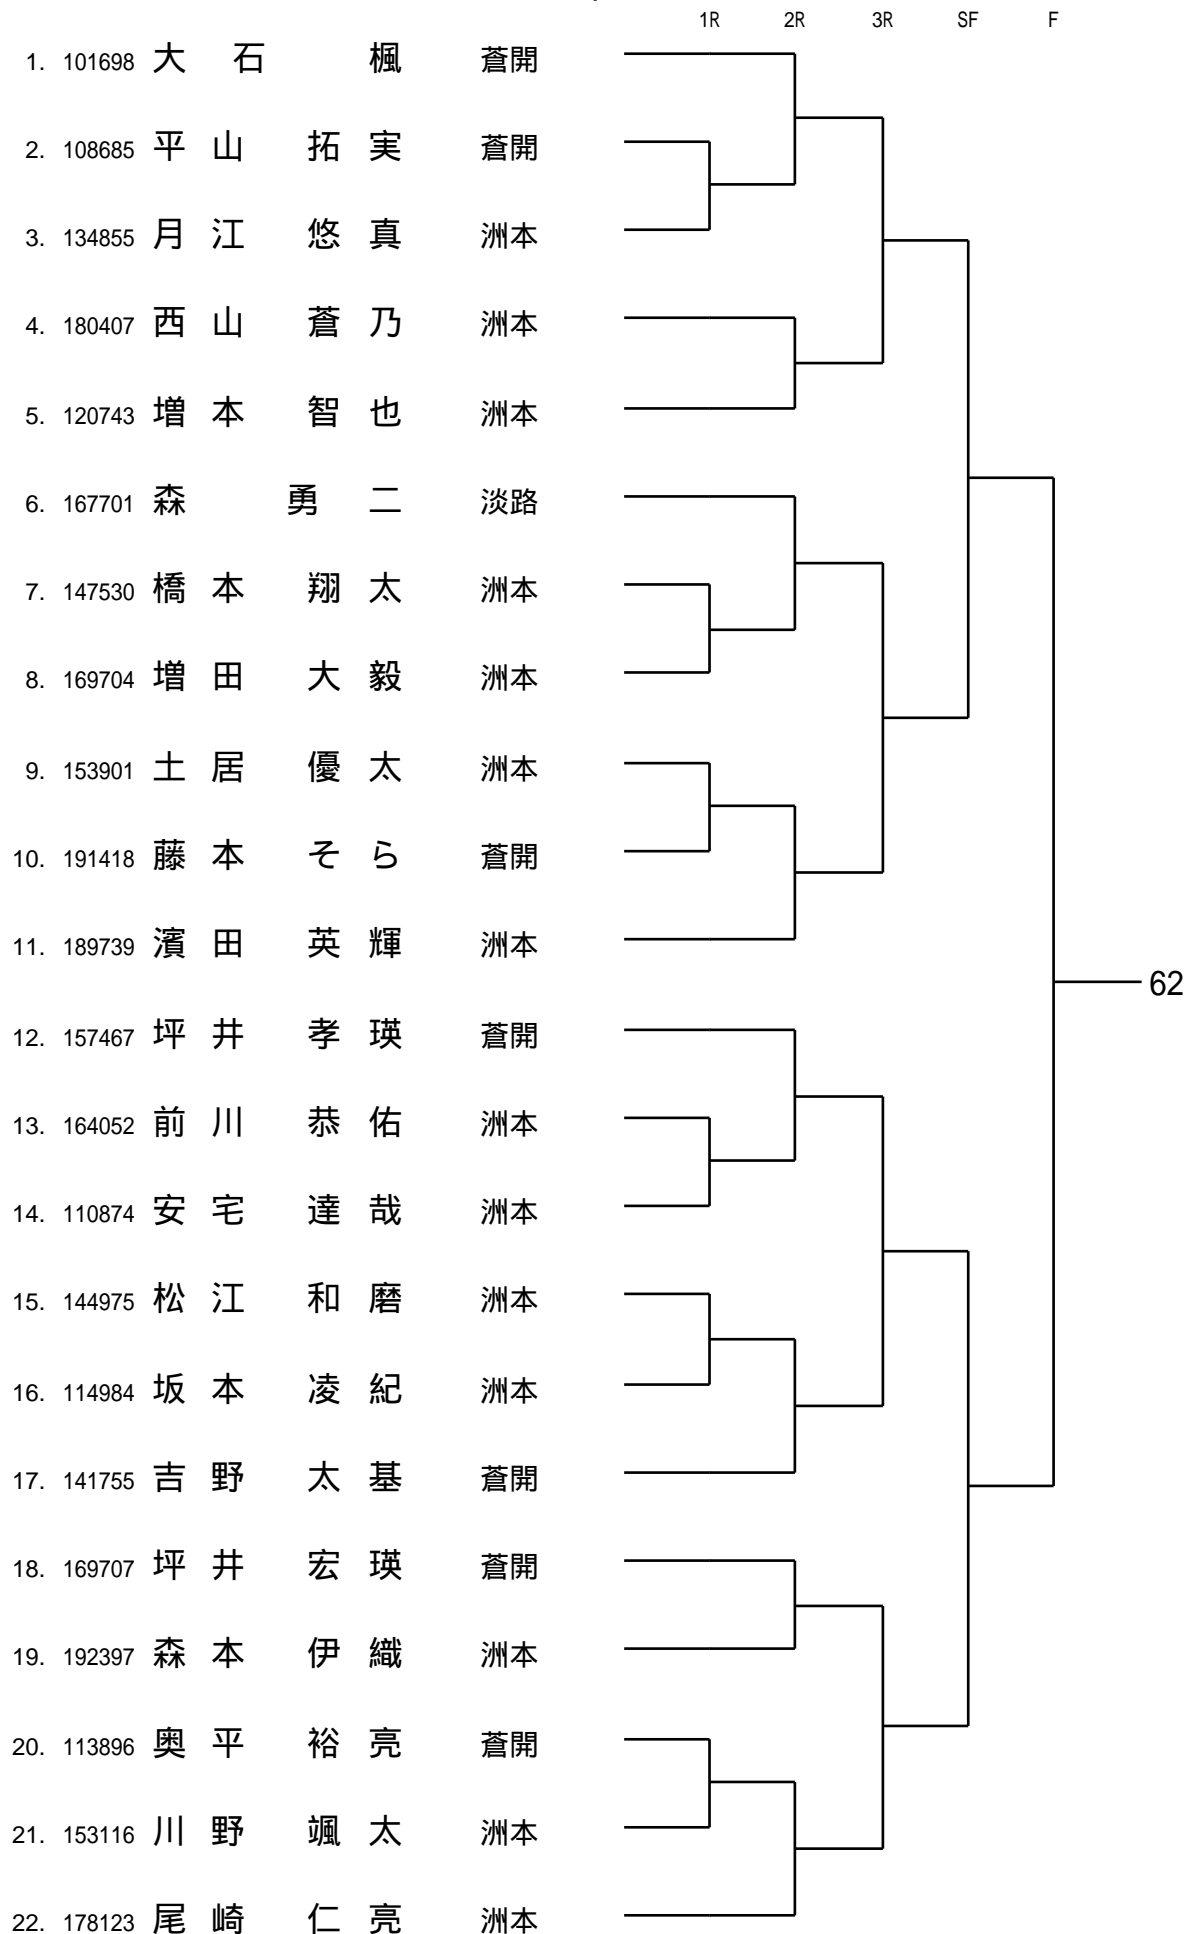 1R 2R 3R SF F
1. 101698 大 石 楓 蒼開
2. 108685 平 山 拓 実 蒼開
3. 134855 月 江 悠 真 洲本
4. 180407 西 山 蒼 乃 洲本
5. 120743 増 本 智 也 洲本
6. 167701 森 勇 二 淡路
7. 147530 橋 本 翔 太 洲本
8. 169704 増 田 大 毅 洲本
9. 153901 土 居 優 太 洲本
10. 191418 藤 本 そ ら 蒼開
11. 189739 濱 田 英 輝 洲本
62
12. 157467 坪 井 孝 瑛 蒼開
13. 164052 前 川 恭 佑 洲本
14. 110874 安 宅 達 哉 洲本
15. 144975 松 江 和 磨 洲本
16. 114984 坂 本 凌 紀 洲本
17. 141755 吉 野 太 基 蒼開
18. 169707 坪 井 宏 瑛 蒼開
19. 192397 森 本 伊 織 洲本
20. 113896 奥 平 裕 亮 蒼開
21. 153116 川 野 颯 太 洲本
22. 178123 尾 崎 仁 亮 洲本